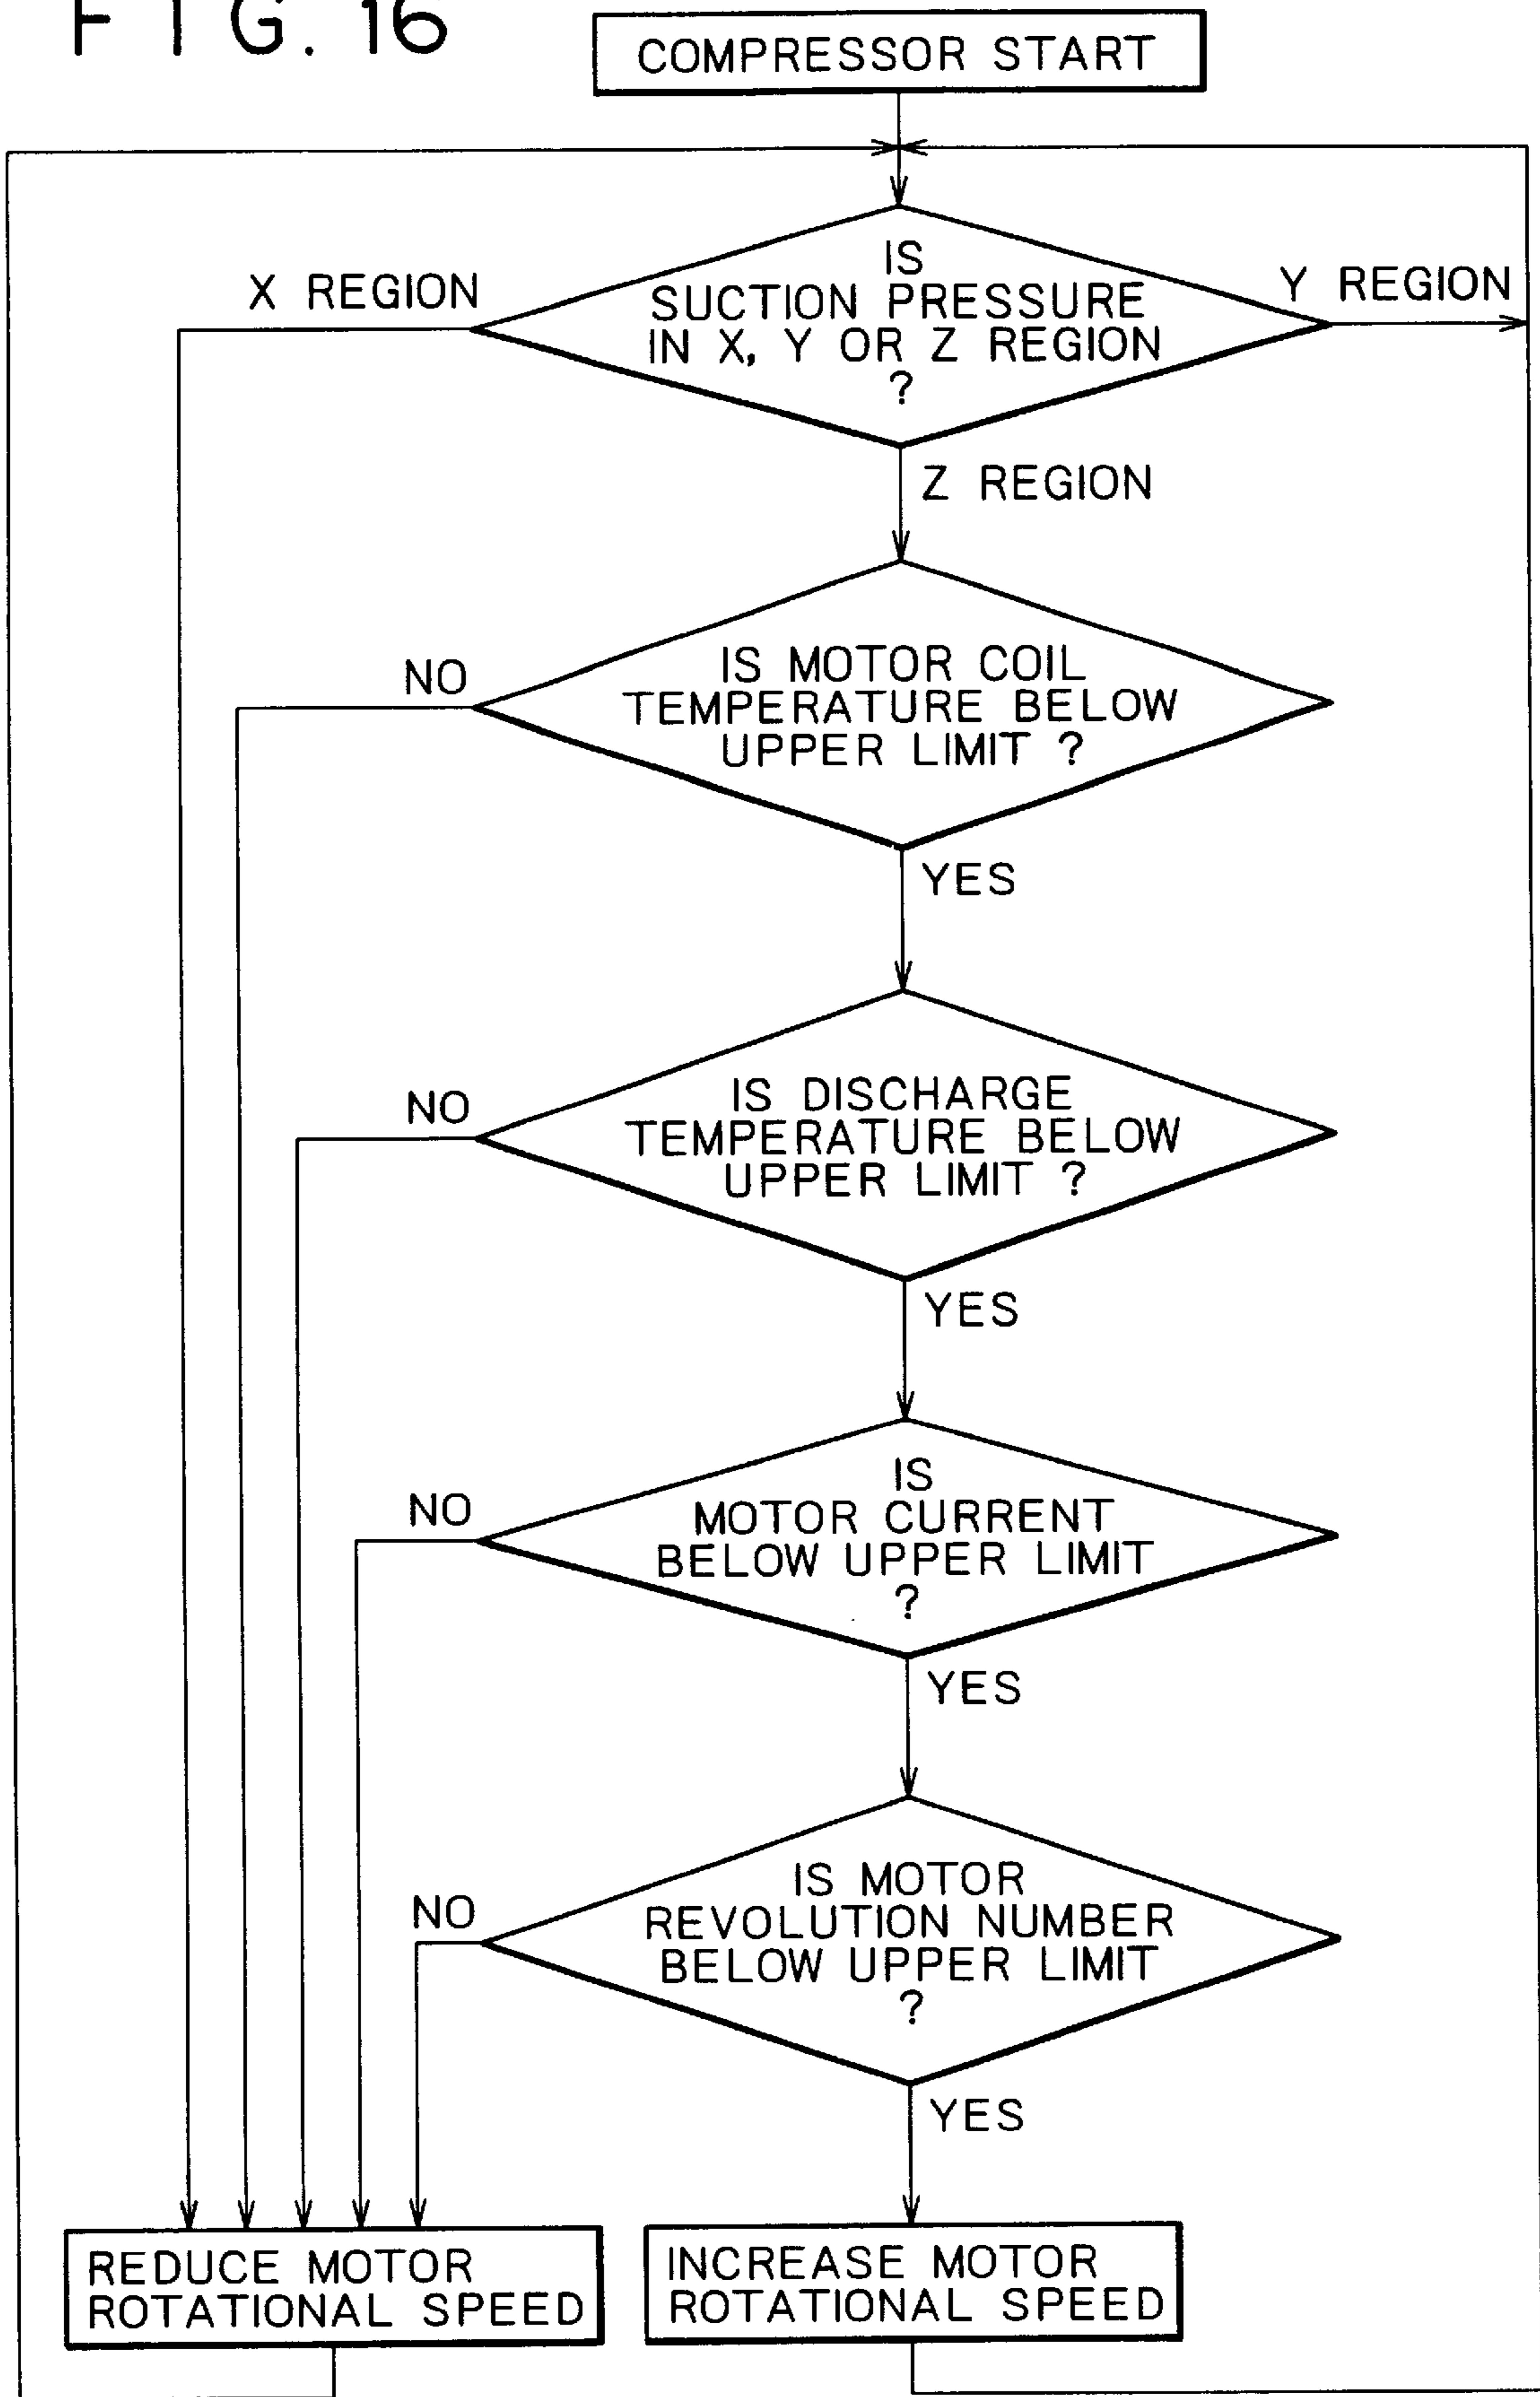 FIG. 16
COMPRESSOR START
IS
SUCTION PRESSURE
IN X, Y OR Z REGION
?
X REGION
Y REGION
Z REGION
IS MOTOR COIL
TEMPERATURE BELOW
UPPER LIMIT ?
NO
YES
IS DISCHARGE
TEMPERATURE BELOW
UPPER LIMIT ?
NO
YES
IS
MOTOR CURRENT
BELOW UPPER LIMIT
?
NO
YES
IS MOTOR
REVOLUTION NUMBER
BELOW UPPER LIMIT
?
NO
YES
REDUCE MOTOR
ROTATIONAL SPEED
INCREASE MOTOR
ROTATIONAL SPEED